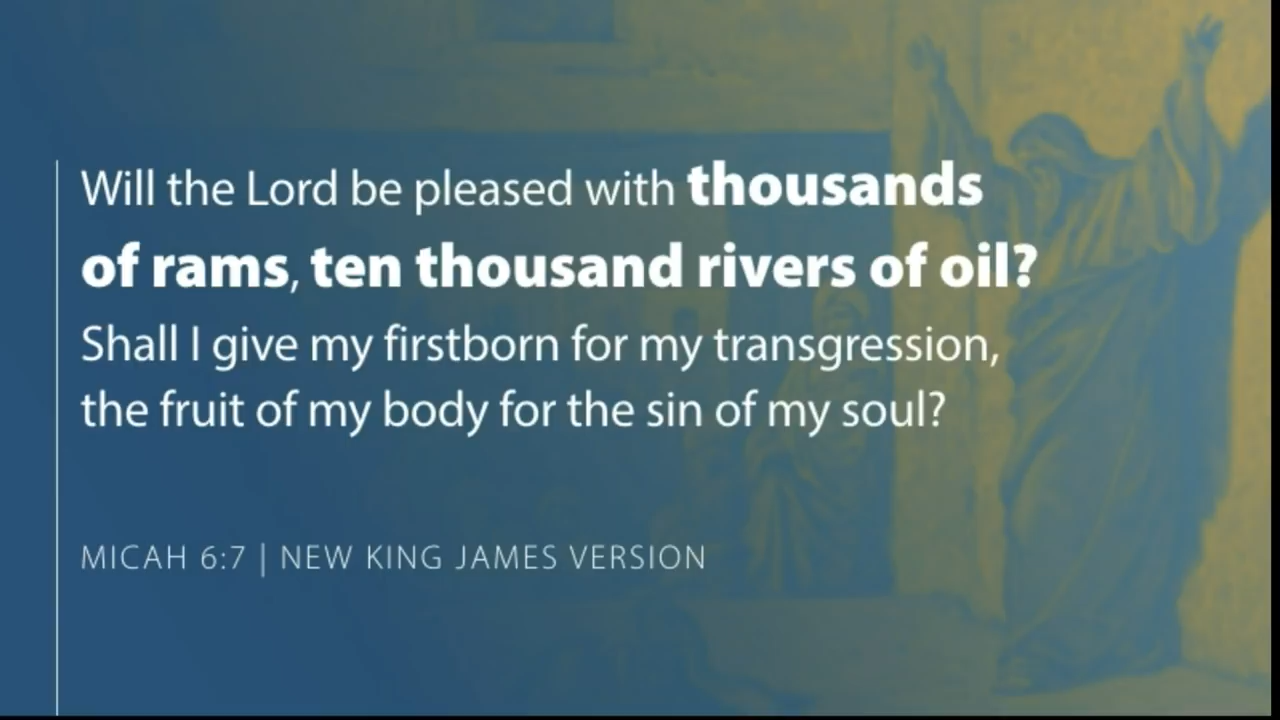 Will the Lord be pleased with thousands
of rams, ten thousand rivers of oil?
Shall I give my firstborn for my transgression,
the fruit of my body for the sin of my soul?
MICAH 6:7 | NEW KING JAMES VERSION